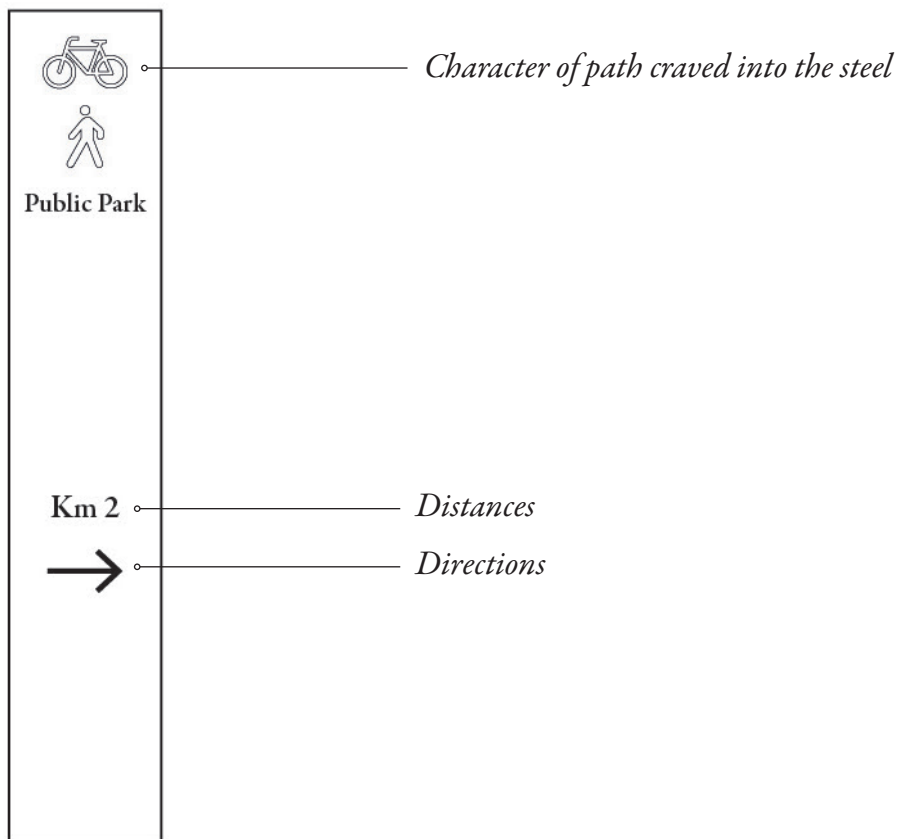 Character of path craved into the steel
Public Park
Km 2
Distances
Directions